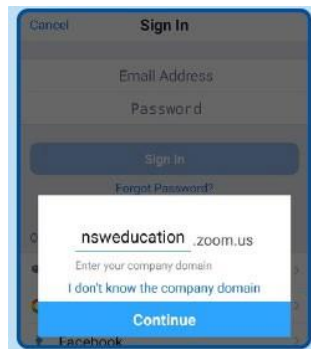 Cancel Sign In
Email Address
Password
Sign In
Forgot Password?
nsweducation .zoom.us
Enter your company domain
I don't know the company domain
Continue
Facebook